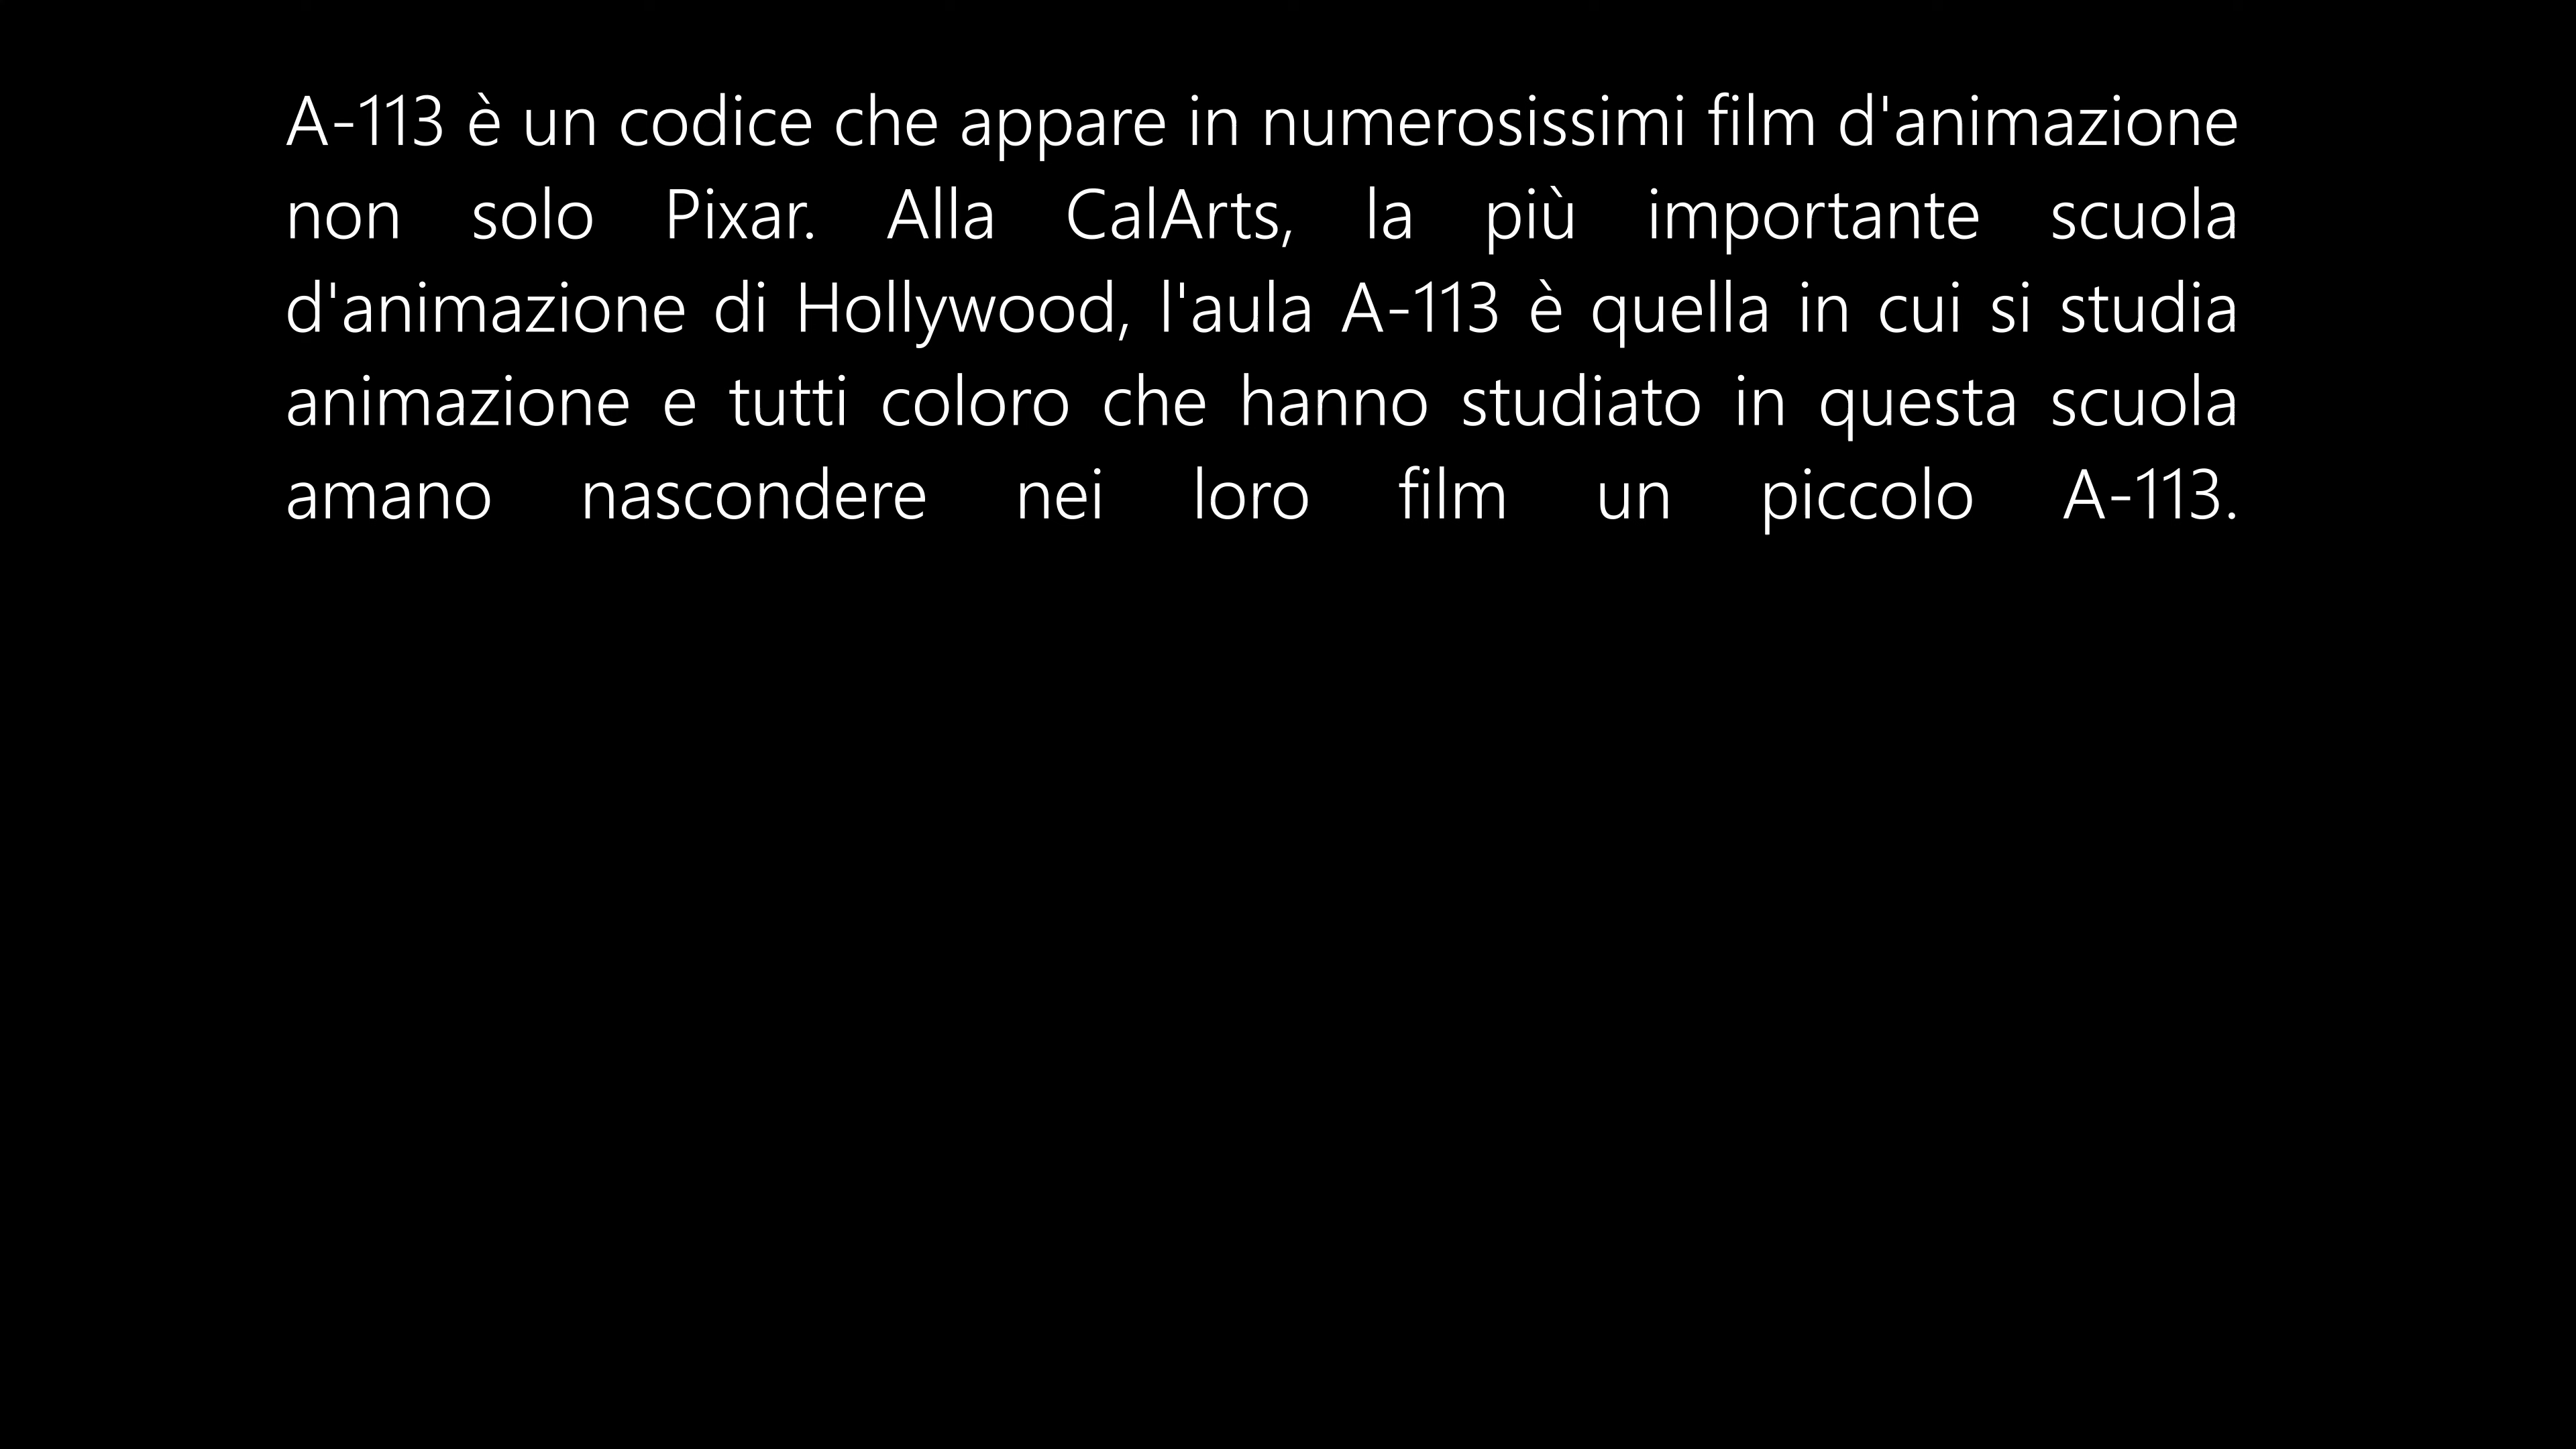 A-113 è un codice che appare in numerosissimi film d'animazione
non solo Pixar. Alla CalArts, la più importante scuola
d'animazione di Hollywood, l'aula A-113 è quella in cui si studia
animazione e tutti coloro che hanno studiato in questa scuola
amano nascondere nei loro film un piccolo A-113.